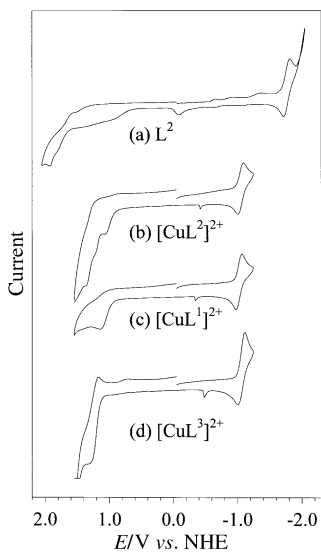 (a) L²
(b) [CuL²]²⁺
(c) [CuL¹]²⁺
(d) [CuL³]²⁺
Current
2.0 1.0 0.0 -1.0 -2.0
E/V vs. NHE